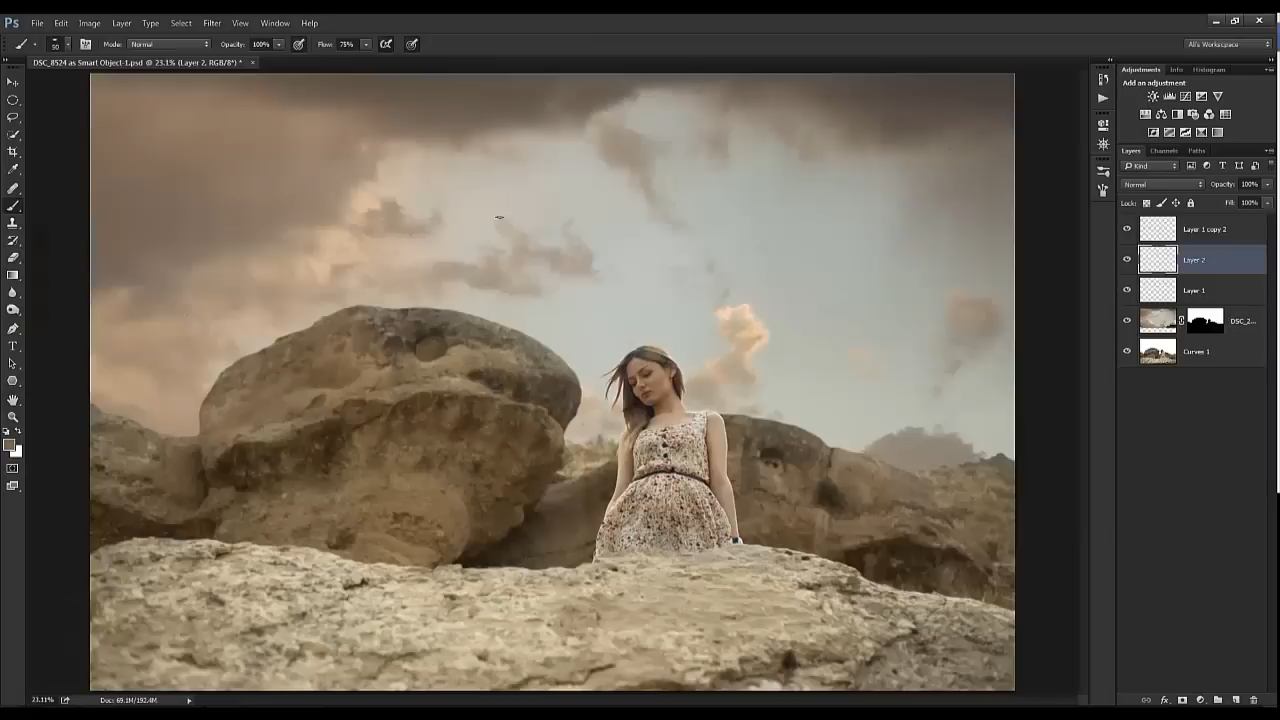 Ps File Edit Image Layer Type Select Filter View Window Help
50 Mode: Normal Opacity: 100% Flow: 75% Ali's Workspace
DSC_8524 as Smart Object-1.psd @ 23.1% (Layer 2, RGB/8*) * ×
Adjustments Info Histogram
Add an adjustment
Layers Channels Paths
Kind
Normal Opacity: 100%
Lock: Fill: 100%
Layer 1 copy 2
Layer 2
Layer 1
DSC_2...
Curves 1
23.11% Doc: 69.1M/192.4M